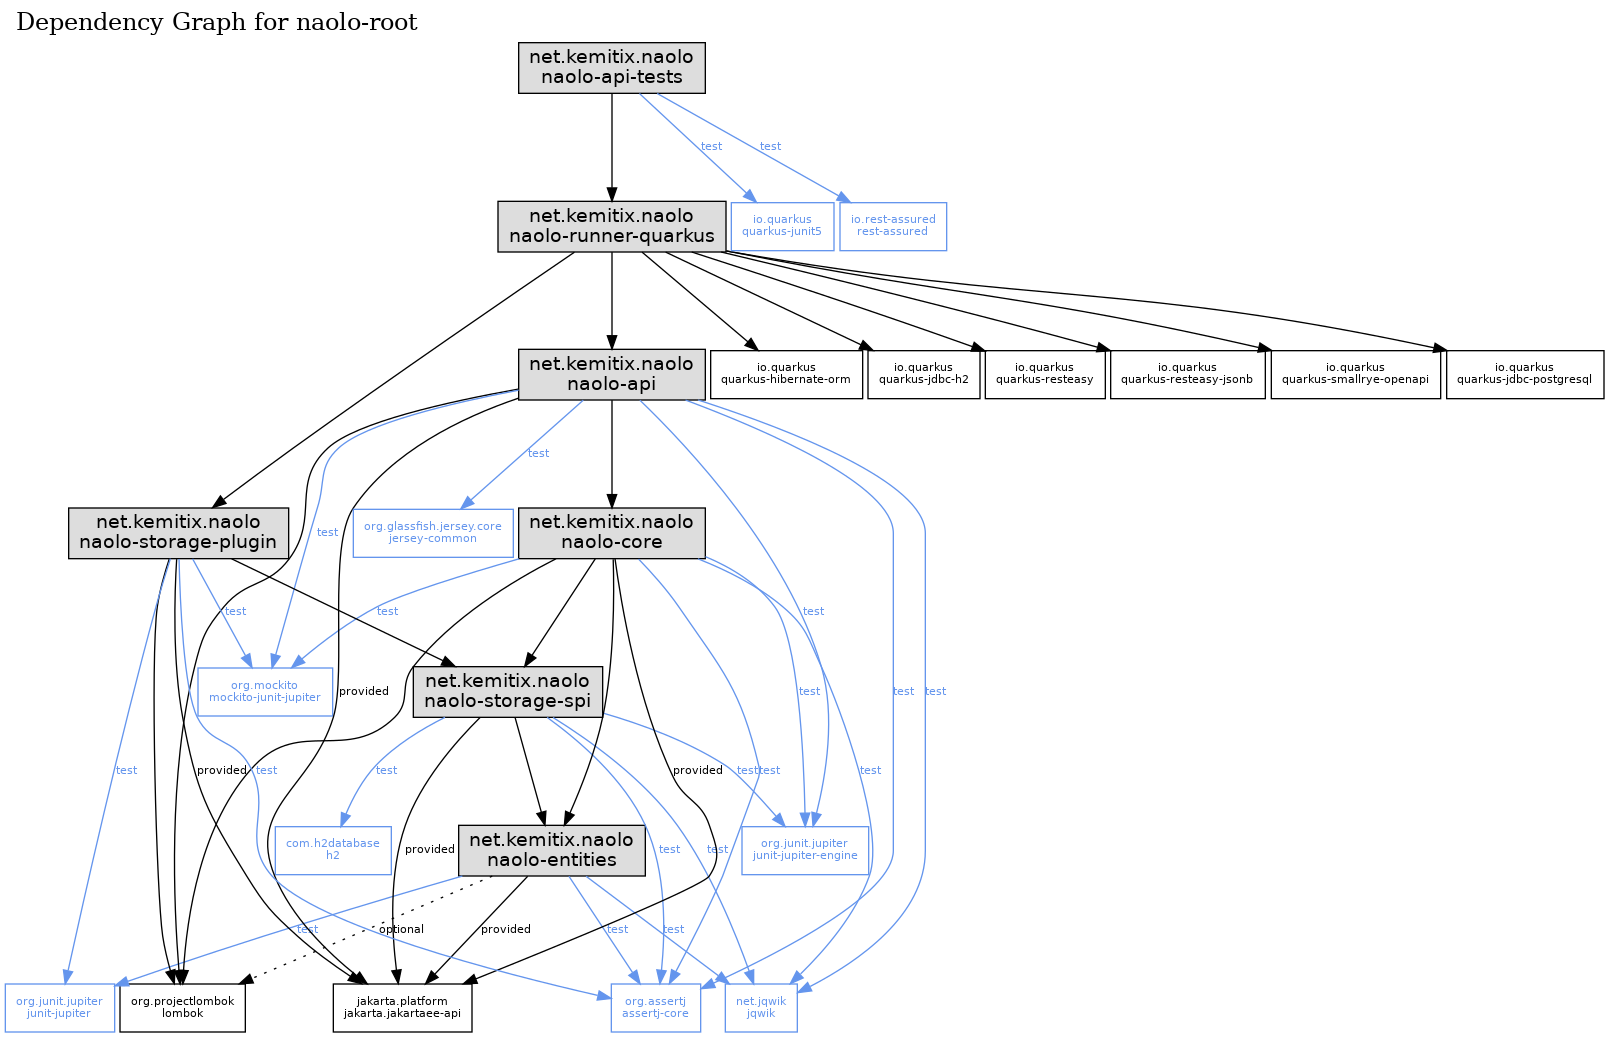 Dependency Graph for naolo-root
net.kemitix.naolo
naolo-api-tests
test
test
net.kemitix.naolo
naolo-runner-quarkus
io.quarkus
quarkus-junit5
io.rest-assured
rest-assured
net.kemitix.naolo
naolo-api
io.quarkus
quarkus-hibernate-orm
io.quarkus
quarkus-jdbc-h2
io.quarkus
quarkus-resteasy
io.quarkus
quarkus-resteasy-jsonb
io.quarkus
quarkus-smallrye-openapi
io.quarkus
quarkus-jdbc-postgresql
test
net.kemitix.naolo
naolo-storage-plugin
test
org.glassfish.jersey.core
jersey-common
net.kemitix.naolo
naolo-core
test
test
test
org.mockito
mockito-junit-jupiter
provided
net.kemitix.naolo
naolo-storage-spi
test
test
test
test
provided
test
test
provided
test
test
test
com.h2database
h2
provided
net.kemitix.naolo
naolo-entities
test
test
org.junit.jupiter
junit-jupiter-engine
test
optional
provided
test
test
org.junit.jupiter
junit-jupiter
org.projectlombok
lombok
jakarta.platform
jakarta.jakartaee-api
org.assertj
assertj-core
net.jqwik
jqwik